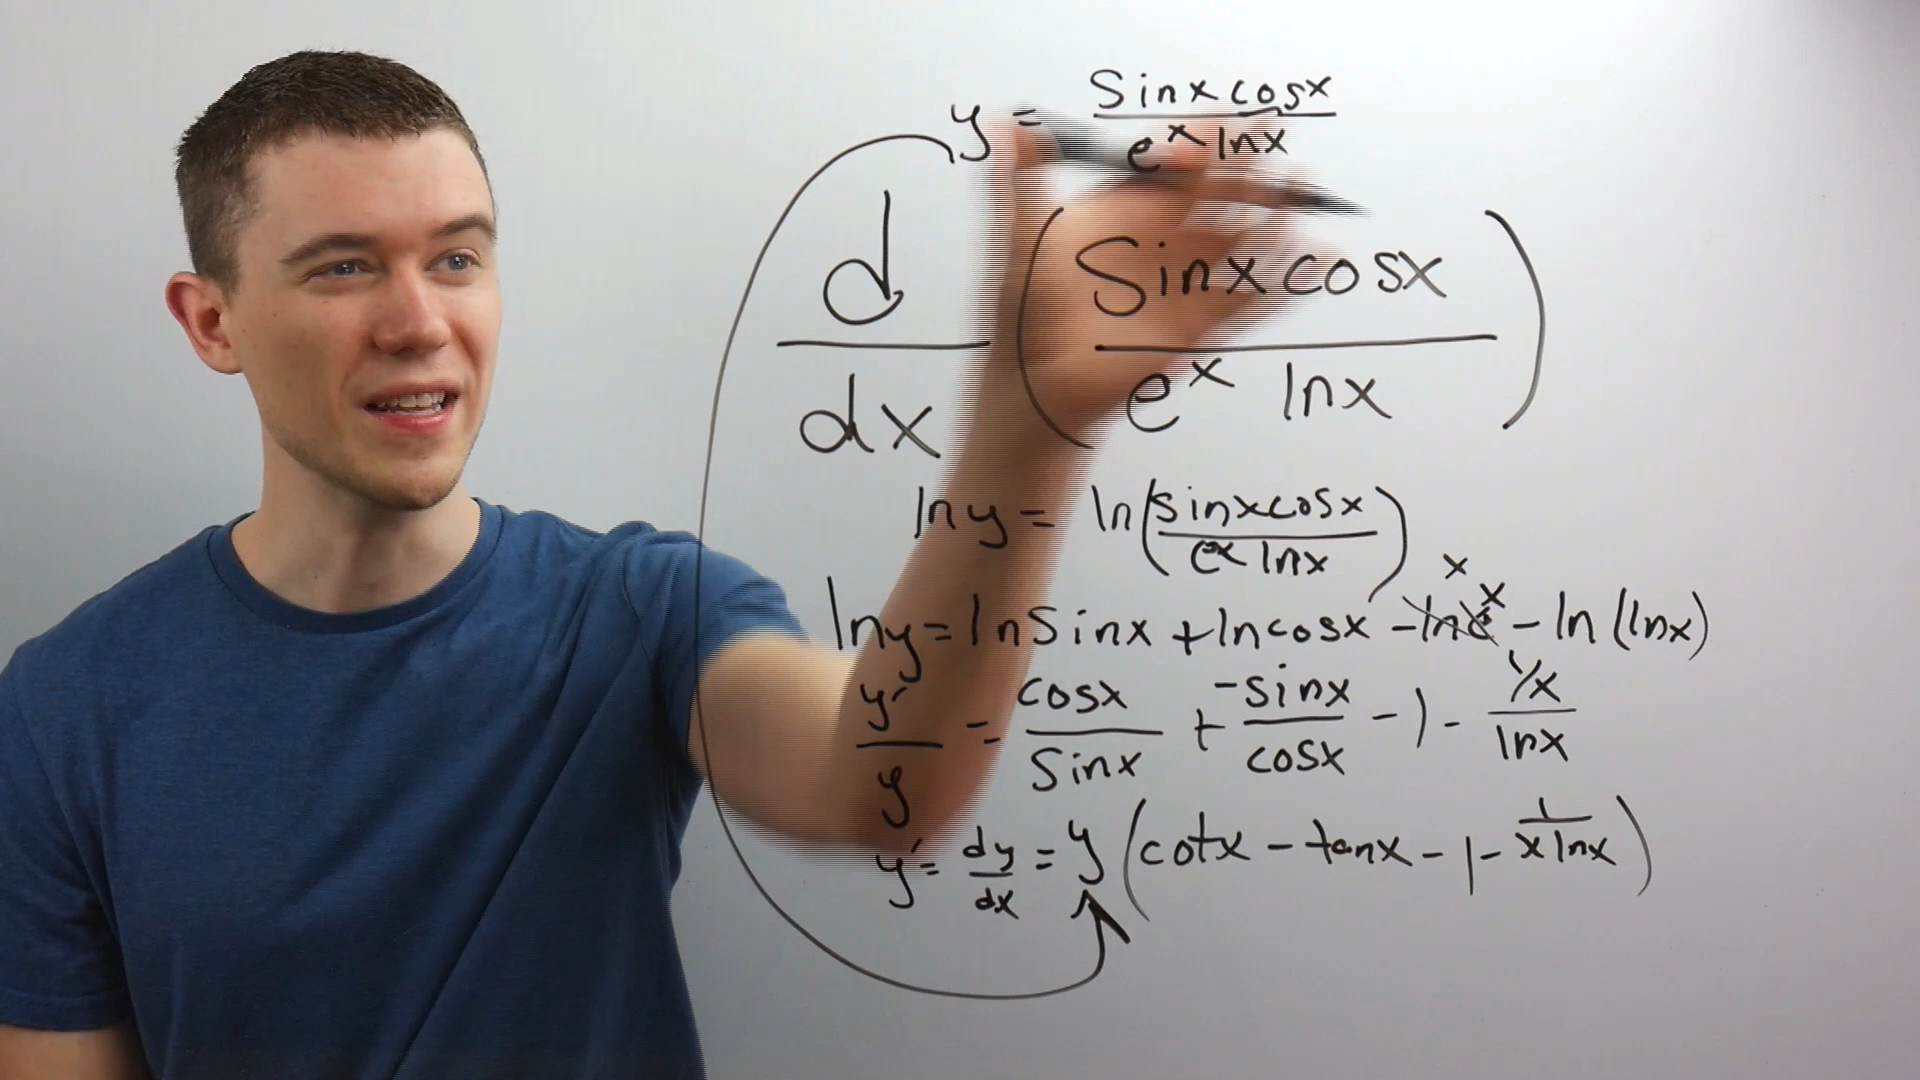 y = sinx cosx / e^x lnx
d/dx ( sinx cosx / e^x lnx )
ln y = ln( sinx cosx / e^x lnx )
x
lny = ln sinx + ln cosx - ln e^x - ln (lnx)
y'/y = cosx/sinx + -sinx/cosx - 1 - 1/x / lnx
y' = dy/dx = y ( cotx - tanx - 1 - 1/x lnx )